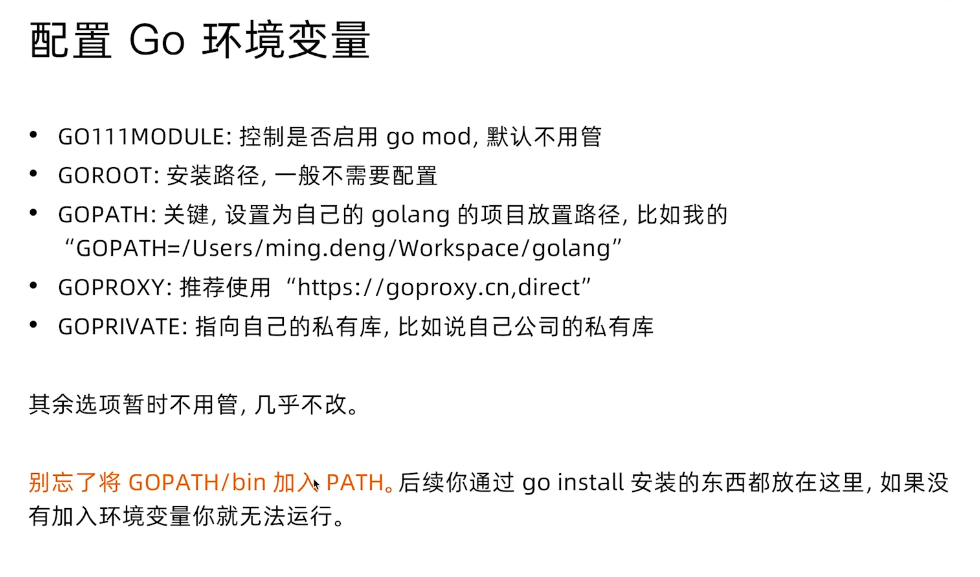 配置 Go 环境变量
• GO111MODULE: 控制是否启用 go mod, 默认不用管
• GOROOT: 安装路径, 一般不需要配置
• GOPATH: 关键, 设置为自己的 golang 的项目放置路径, 比如我的
“GOPATH=/Users/ming.deng/Workspace/golang”
• GOPROXY: 推荐使用 “https://goproxy.cn,direct”
• GOPRIVATE: 指向自己的私有库, 比如说自己公司的私有库
其余选项暂时不用管, 几乎不改。
别忘了将 GOPATH/bin 加入 PATH。后续你通过 go install 安装的东西都放在这里, 如果没
有加入环境变量你就无法运行。